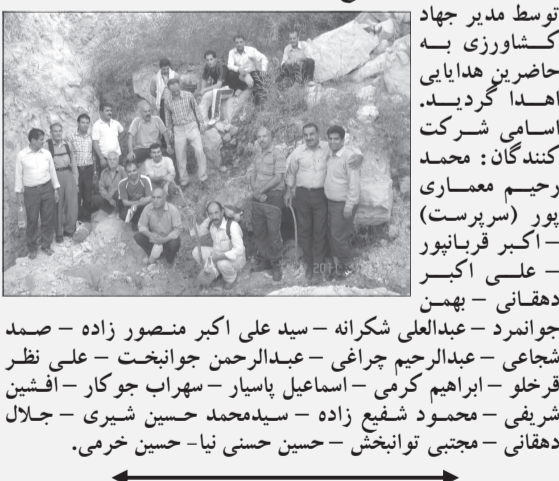 توسط مدیر جهاد
کشاورزی به
حاضرین هدایایی
اهدا گردید.
اسامی شرکت
کنندگان: محمد
رحیم معماری
پور (سرپرست)
– اکبر قربانپور
– علی اکبر
دهقانی – بهمن
جوانمرد – عبدالعلی شکرانه – سید علی اکبر منصور زاده – صمد
شجاعی – عبدالرحیم چراغی – عبدالرحمن جوانبخت – علی نظر
قرخلو – ابراهیم کرمی – اسماعیل پاسیار – سهراب جوکار – افشین
شریفی – محمود شفیع زاده – سیدمحمد حسین شیری – جلال
دهقانی – مجتبی توانبخش – حسین حسنی نیا- حسین خرمی.